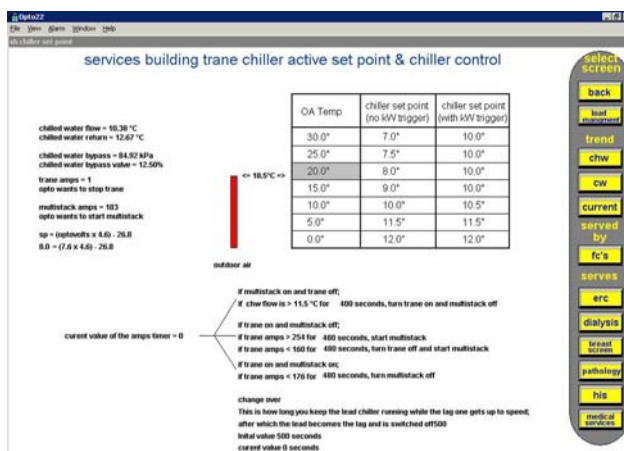 Opto22
File View Alarm Window Help
sb chiller set point
services building trane chiller active set point & chiller control
select
screen
back
load
managment
trend
chw
cw
current
served
by
fc's
serves
erc
dialysis
breast
screen
pathology
his
medical
services
chilled water flow = 10.38 °C
chilled water return = 12.67 °C
chilled water bypass = 84.92 kPa
chilled water bypass valve = 12.50%
trane amps = 1
opto wants to stop trane
multistack amps = 183
opto wants to start multistack
sp = (optovolts x 4.6) - 26.8
8.0 = (7.6 x 4.6) - 26.8
<= 18.5°C =>
outdoor air
OA Temp chiller set point (no kW trigger) chiller set point (with kW trigger)
30.0° 7.0° 10.0°
25.0° 7.5° 10.0°
20.0° 8.0° 10.0°
15.0° 9.0° 10.0°
10.0° 10.0° 10.5°
5.0° 11.5° 11.5°
0.0° 12.0° 12.0°
curent value of the amps timer = 0
if multistack on and trane off;
if chw flow is > 11.5 °C for 400 seconds, turn trane on and multistack off
if trane on and multistack off;
if trane amps > 254 for 480 seconds, start multistack
if trane amps < 160 for 480 seconds, turn trane off and start multistack
if trane on and multistack on;
if trane amps < 176 for 480 seconds, turn multistack off
change over
This is how long you keep the lead chiller running while the lag one gets up to speed;
after which the lead becomes the lag and is switched off500
Inital value 500 seconds
curent value 0 seconds